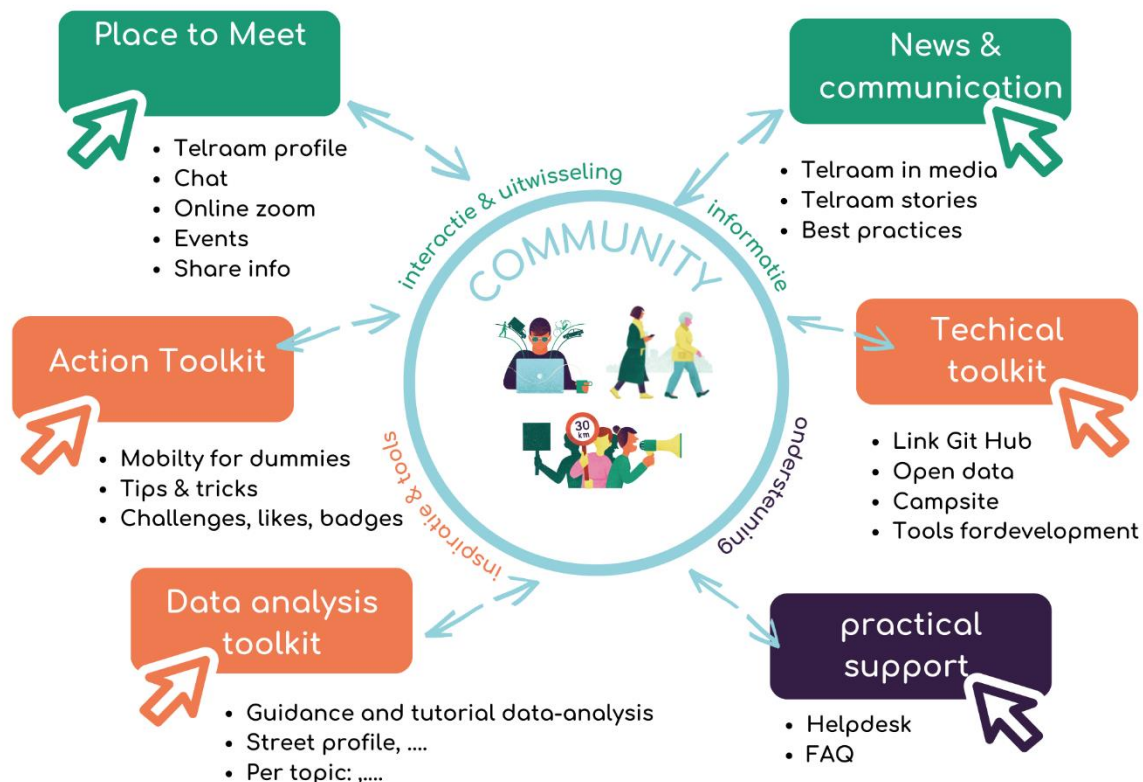 Place to Meet
• Telraam profile
• Chat
• Online zoom
• Events
• Share info
News &
communication
• Telraam in media
• Telraam stories
• Best practices
interactie & uitwisseling
informatie
COMMUNITY
30
km
Action Toolkit
• Mobilty for dummies
• Tips & tricks
• Challenges, likes, badges
Techical
toolkit
• Link Git Hub
• Open data
• Campsite
• Tools fordevelopment
inspiratie & tools
ondersteuning
Data analysis
toolkit
• Guidance and tutorial data-analysis
• Street profile, ....
• Per topic: ,....
practical
support
• Helpdesk
• FAQ